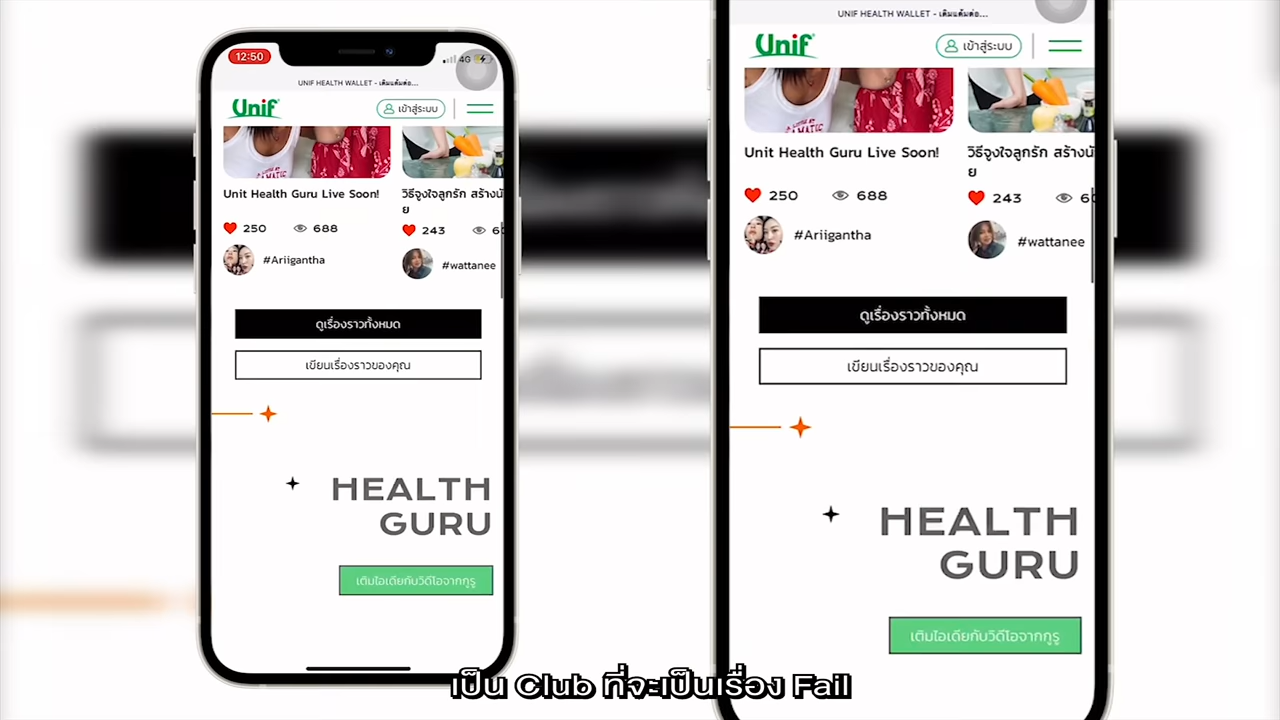 12:50
4G
UNIF HEALTH WALLET - เติมแต้มต่อ...
Unif
เข้าสู่ระบบ
Unit Health Guru Live Soon!
วิธีจูงใจลูกรัก สร้างนั
ย
250
688
243
#Ariigantha
#wattanee
ดูเรื่องราวทั้งหมด
เขียนเรื่องราวของคุณ
HEALTH
GURU
เติมไอเดียกับวิดีโอจากกูรู
UNIF HEALTH WALLET - เติมแต้มต่อ...
Unif
เข้าสู่ระบบ
Unit Health Guru Live Soon!
วิธีจูงใจลูกรัก สร้างนั
ย
250
688
243
#Ariigantha
#wattanee
ดูเรื่องราวทั้งหมด
เขียนเรื่องราวของคุณ
HEALTH
GURU
เติมไอเดียกับวิดีโอจากกูรู
เป็น Club ที่จะเป็นเรื่อง Fail